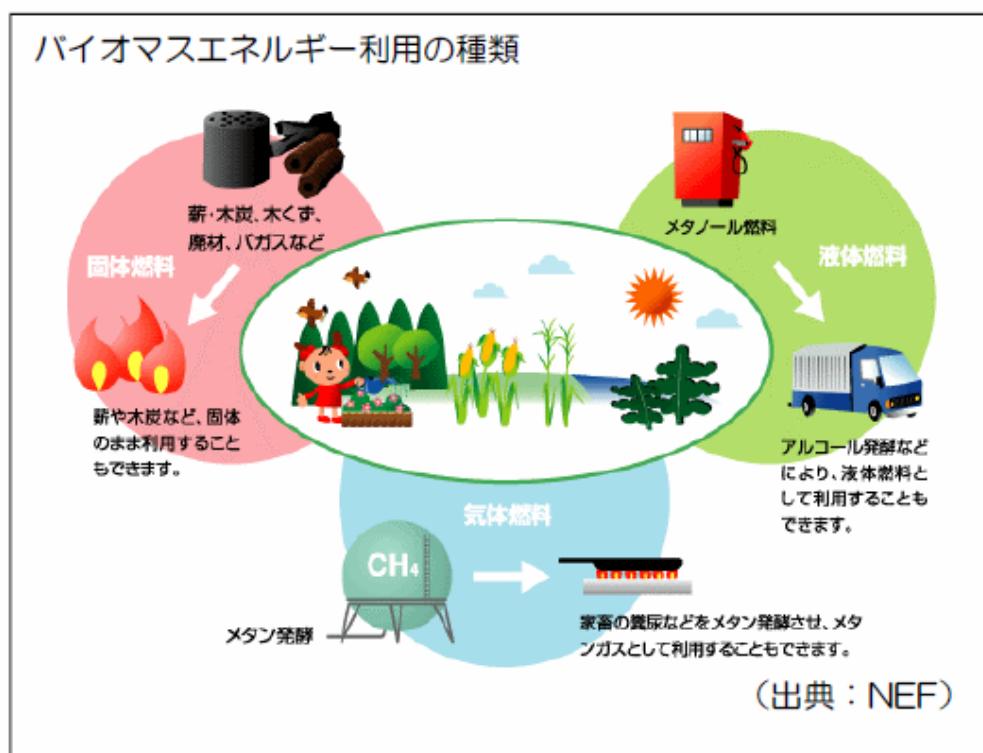 バイオマスエネルギー利用の種類
薪・木炭、木くず、
廃材、バガスなど
固体燃料
薪や木炭など、固体
のまま利用すること
もできます。
メタノール燃料
液体燃料
アルコール発酵など
により、液体燃料と
して利用することも
できます。
気体燃料
CH₄
メタン発酵
家畜の糞尿などをメタン発酵させ、メタ
ンガスとして利用することもできます。
（出典：NEF）